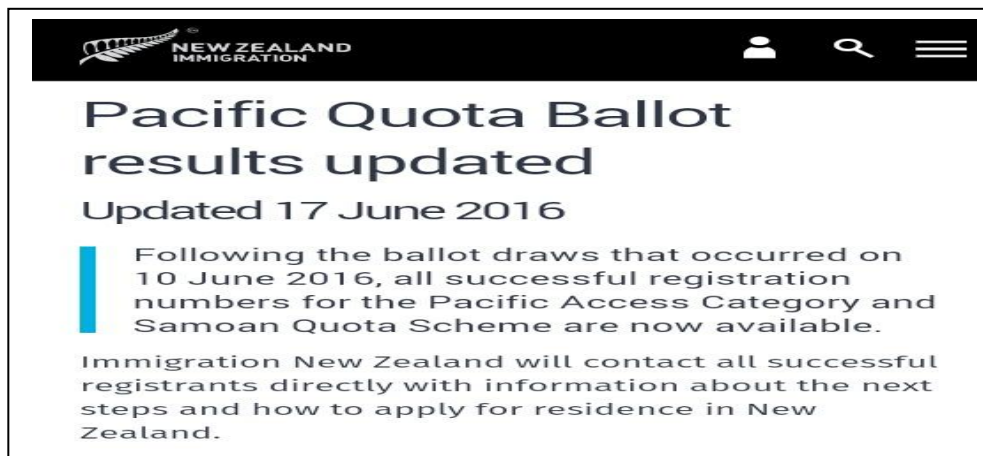 NEW ZEALAND
IMMIGRATION
Pacific Quota Ballot
results updated
Updated 17 June 2016
Following the ballot draws that occurred on
10 June 2016, all successful registration
numbers for the Pacific Access Category and
Samoan Quota Scheme are now available.
Immigration New Zealand will contact all successful
registrants directly with information about the next
steps and how to apply for residence in New
Zealand.